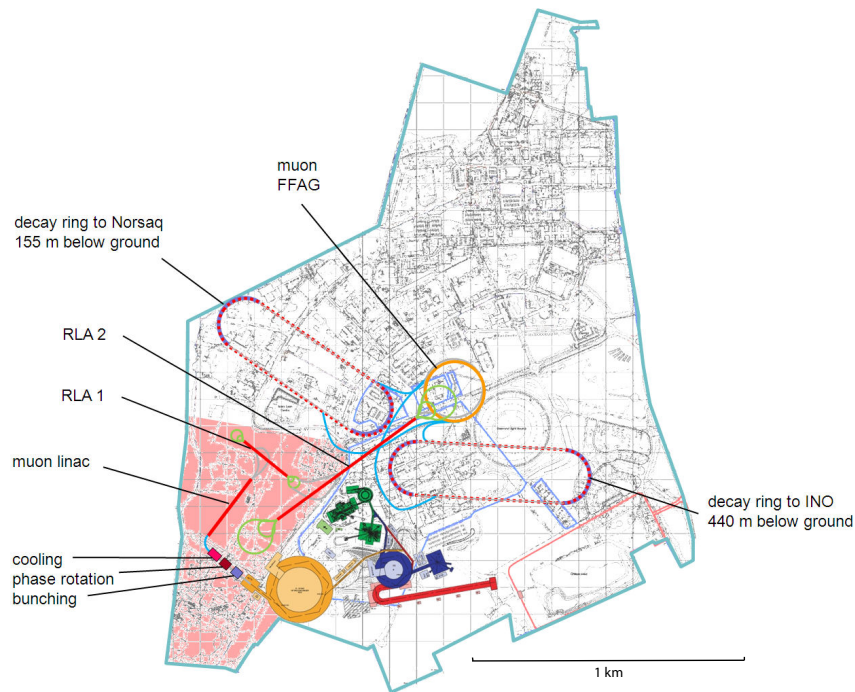 muon
FFAG
decay ring to Norsaq
155 m below ground
RLA 2
RLA 1
muon linac
decay ring to INO
440 m below ground
cooling
phase rotation
bunching
1 km